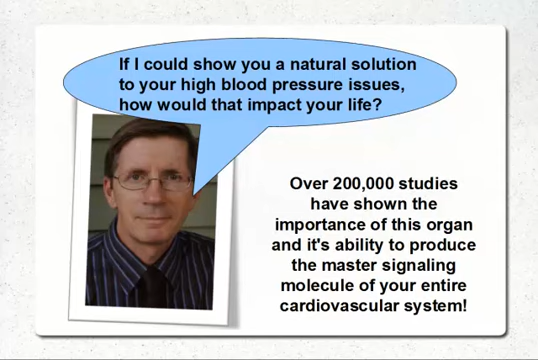 If I could show you a natural solution
to your high blood pressure issues,
how would that impact your life?
Over 200,000 studies
have shown the
importance of this organ
and it's ability to produce
the master signaling
molecule of your entire
cardiovascular system!